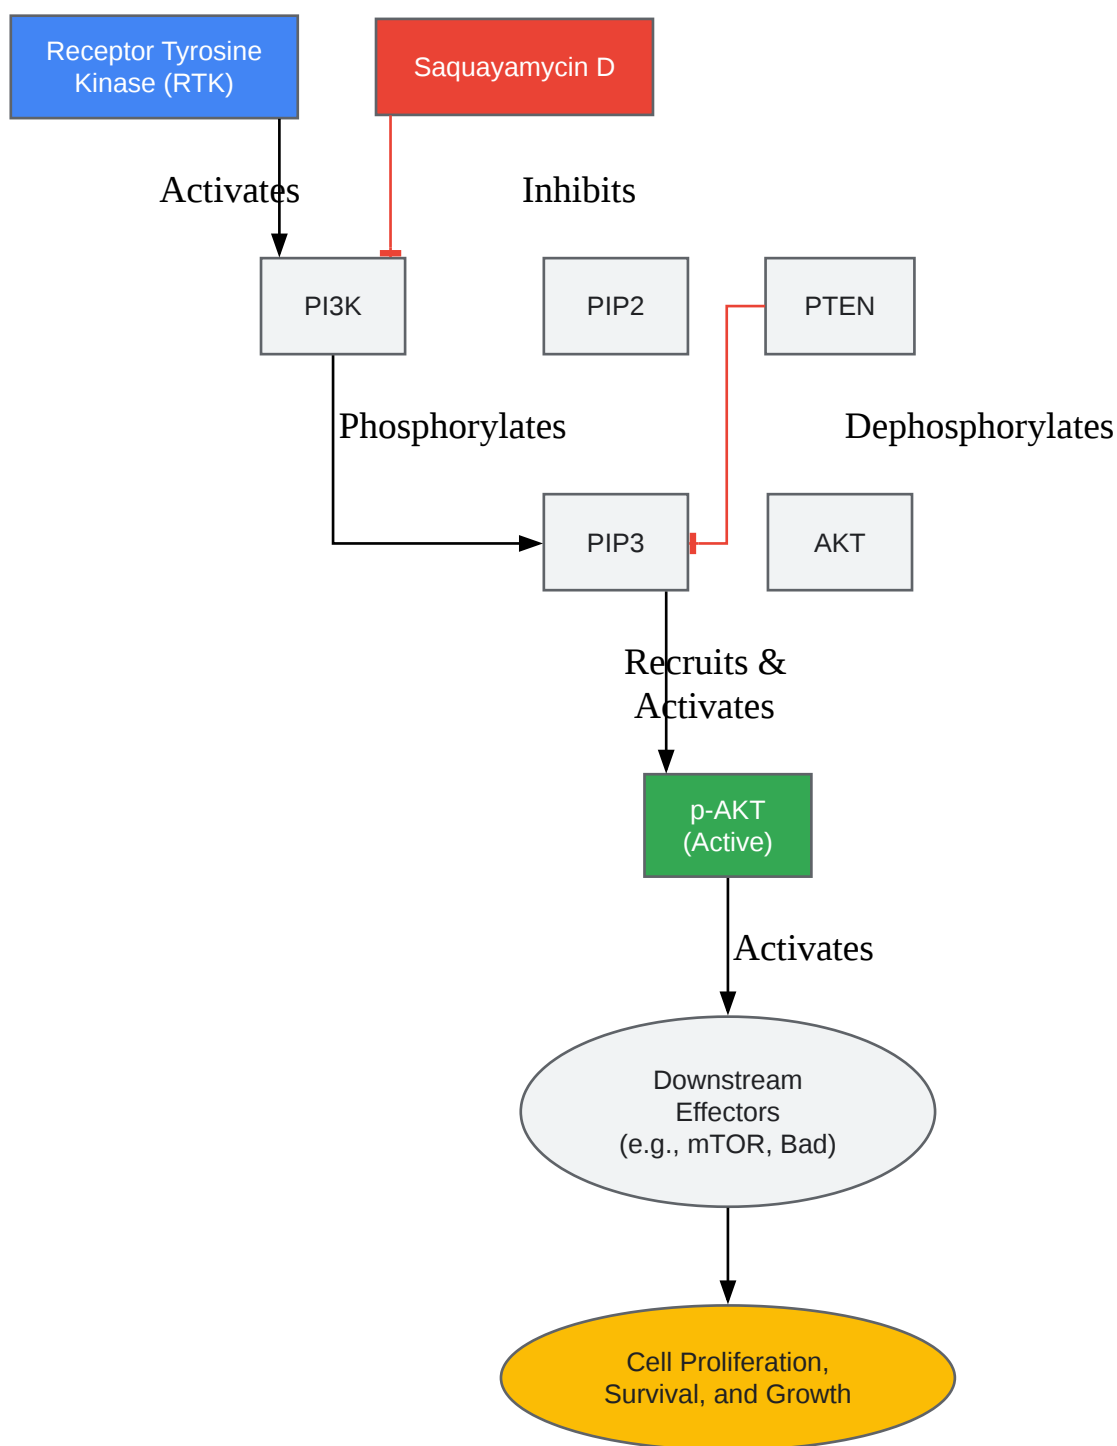 Receptor Tyrosine
Kinase (RTK)
Saquayamycin D
Activates
Inhibits
PI3K
PIP2
PTEN
Phosphorylates
Dephosphorylates
PIP3
AKT
Recruits &
Activates
p-AKT
(Active)
Activates
Downstream
Effectors
(e.g., mTOR, Bad)
Cell Proliferation,
Survival, and Growth